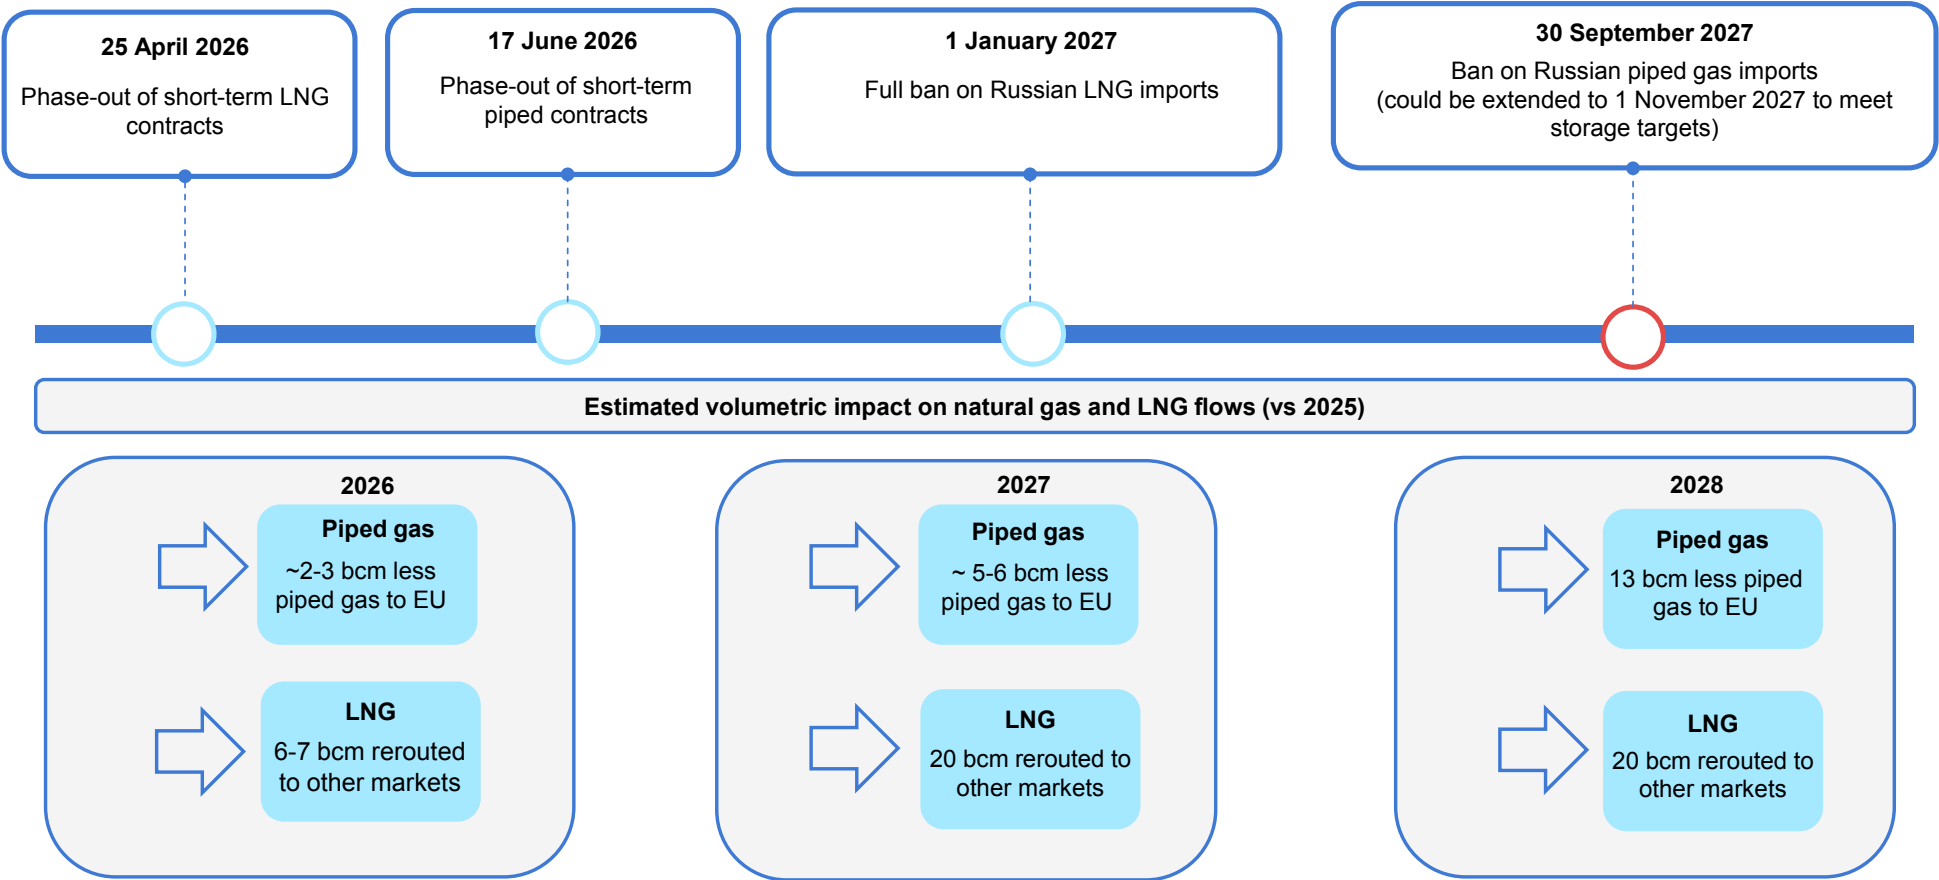 25 April 2026
Phase-out of short-term LNG
contracts
17 June 2026
Phase-out of short-term
piped contracts
1 January 2027
Full ban on Russian LNG imports
30 September 2027
Ban on Russian piped gas imports
(could be extended to 1 November 2027 to meet
storage targets)
Estimated volumetric impact on natural gas and LNG flows (vs 2025)
2026
Piped gas
~2-3 bcm less
piped gas to EU
LNG
6-7 bcm rerouted
to other markets
2027
Piped gas
~ 5-6 bcm less
piped gas to EU
LNG
20 bcm rerouted to
other markets
2028
Piped gas
13 bcm less piped
gas to EU
LNG
20 bcm rerouted to
other markets